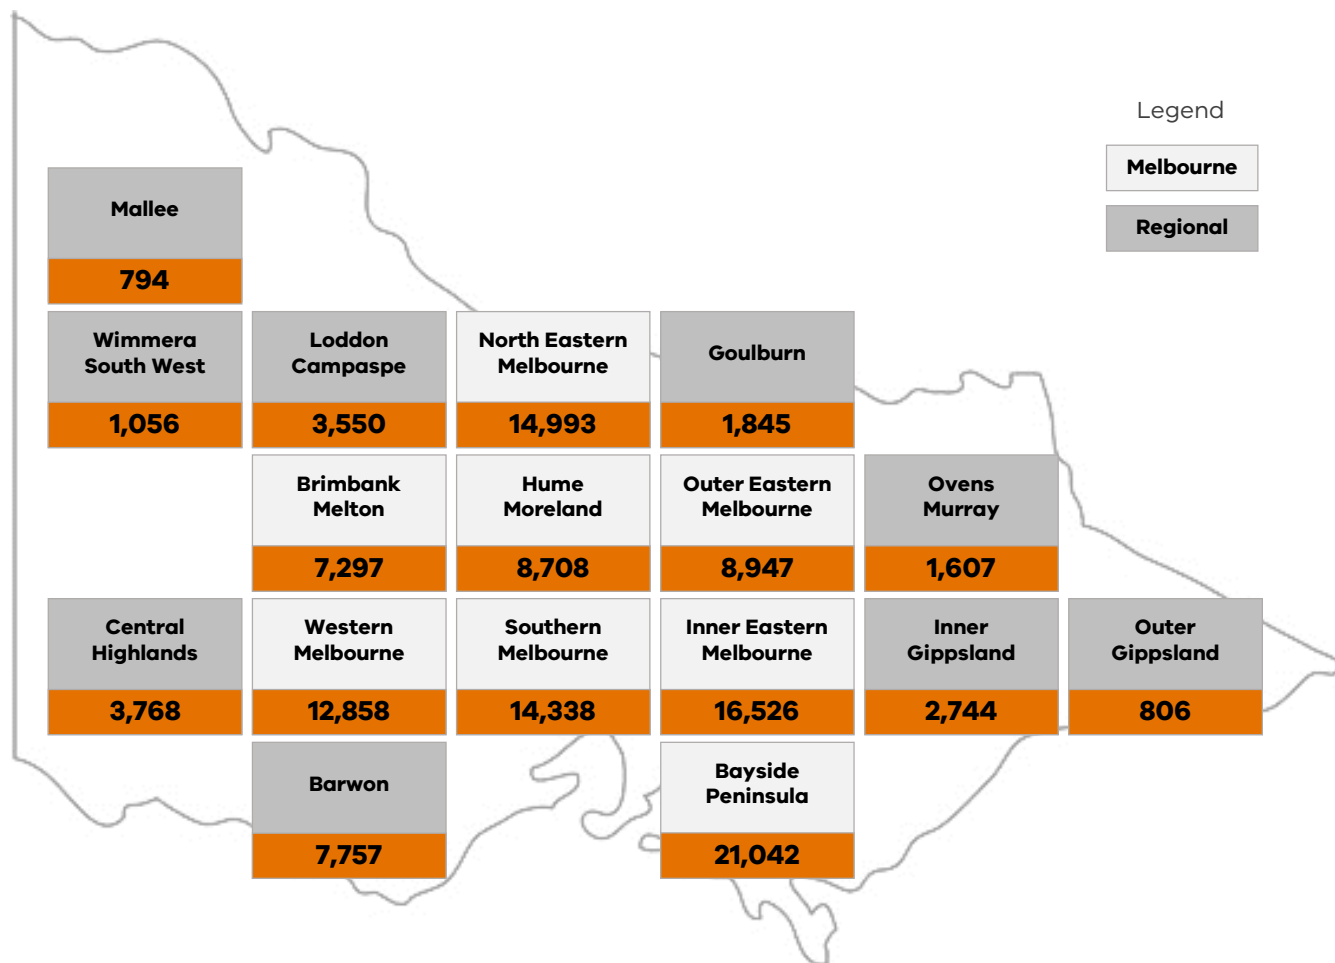 Legend
Melbourne
Regional
Mallee
794
Wimmera
South West
1,056
Loddon
Campaspe
3,550
North Eastern
Melbourne
14,993
Goulburn
1,845
Brimbank
Melton
7,297
Hume
Moreland
8,708
Outer Eastern
Melbourne
8,947
Ovens
Murray
1,607
Central
Highlands
3,768
Western
Melbourne
12,858
Southern
Melbourne
14,338
Inner Eastern
Melbourne
16,526
Inner
Gippsland
2,744
Outer
Gippsland
806
Barwon
7,757
Bayside
Peninsula
21,042